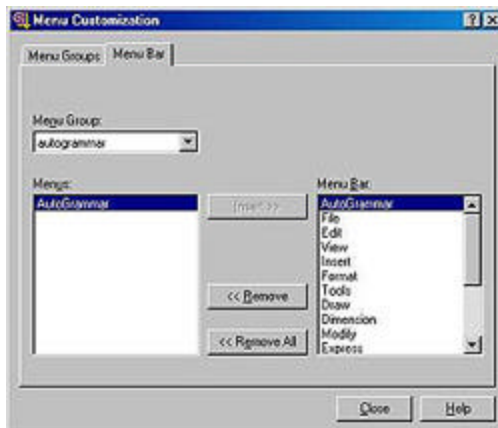 Menu Customization
Menu Groups
Menu Bar
Menu Group:
autogrammar
Menus:
AutoGrammar
Insert >>
<< Remove
<< Remove All
Menu Bar:
AutoGrammar
File
Edit
View
Insert
Format
Tools
Draw
Dimension
Modify
Express
Close
Help